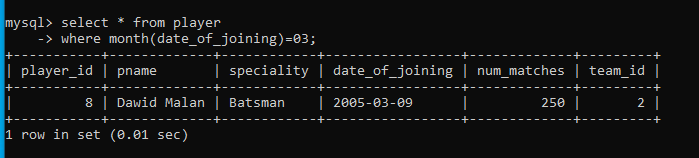 mysql> select * from player
    -> where month(date_of_joining)=03;
+-----------+-------------+------------+-----------------+-------------+---------+
| player_id | pname       | speciality | date_of_joining | num_matches | team_id |
+-----------+-------------+------------+-----------------+-------------+---------+
|         8 | Dawid Malan | Batsman    | 2005-03-09      |         250 |       2 |
+-----------+-------------+------------+-----------------+-------------+---------+
1 row in set (0.01 sec)